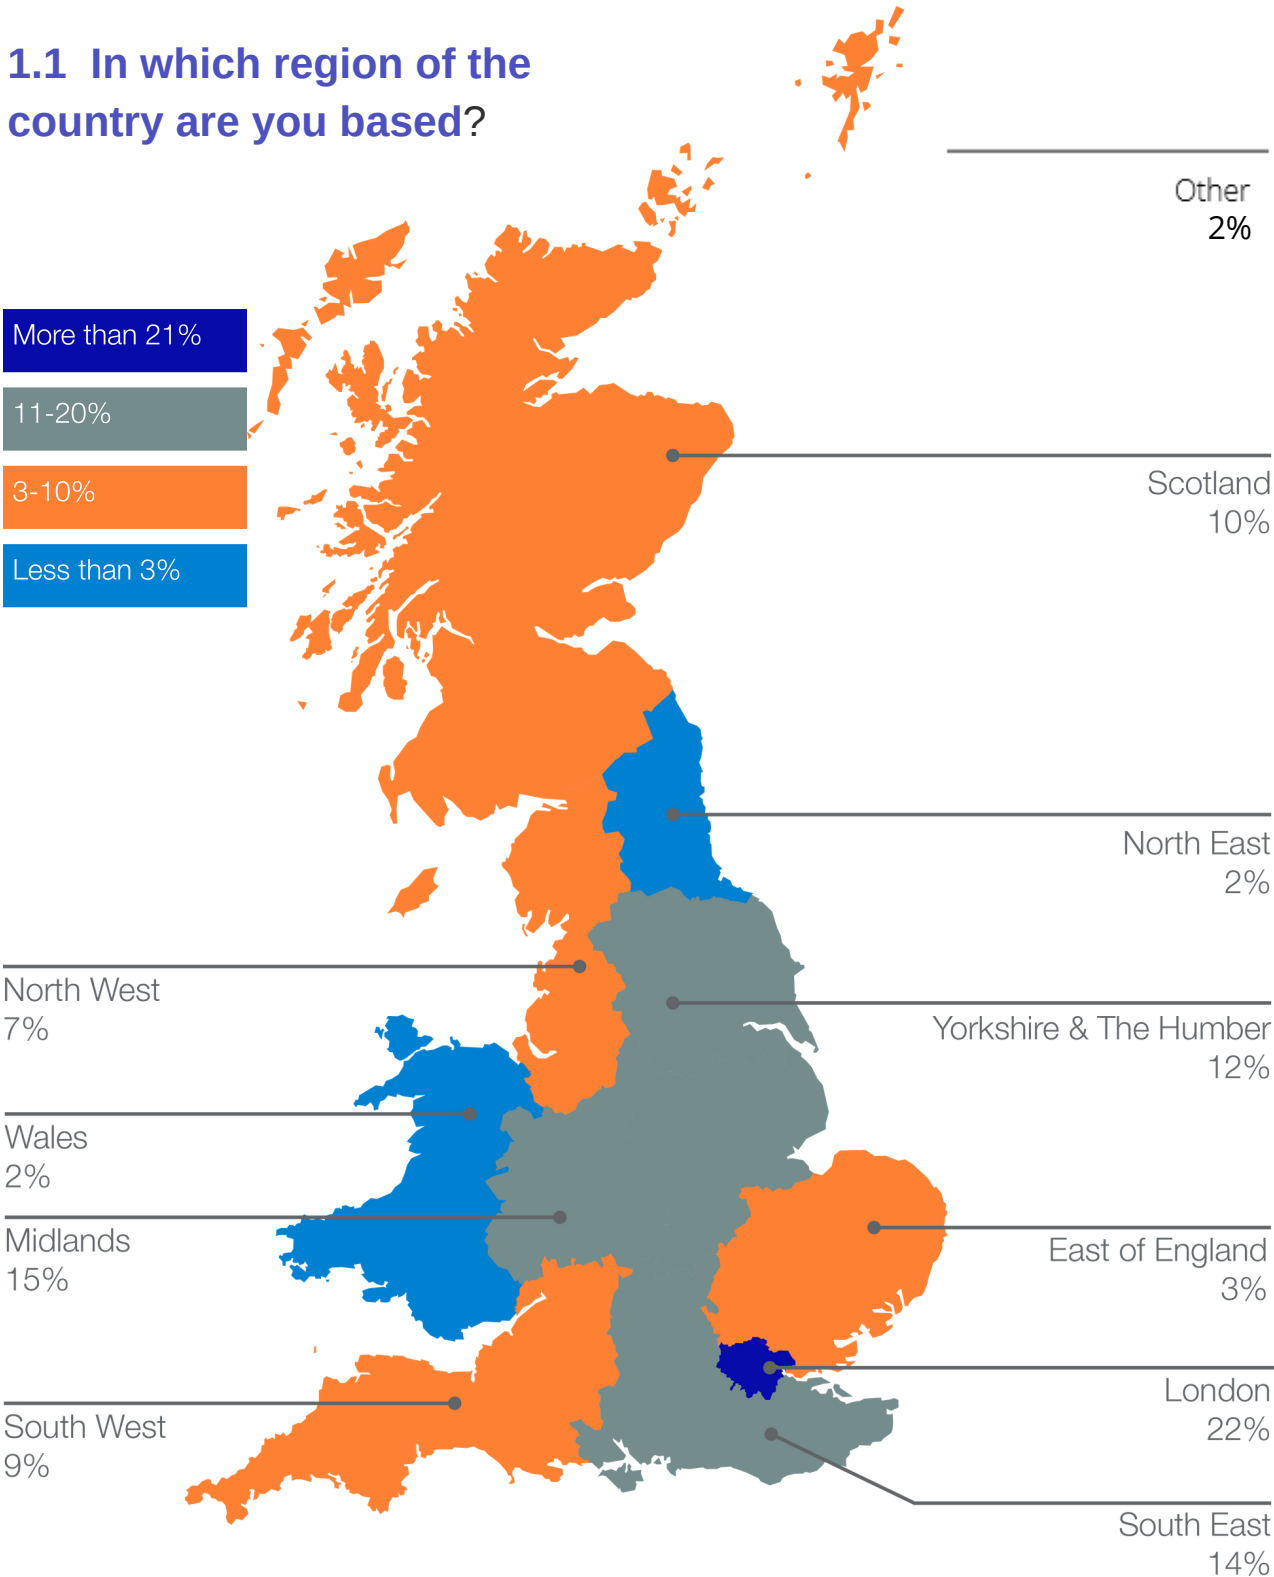 1.1 In which region of the
country are you based?
Other
2%
More than 21%
11-20%
3-10%
Less than 3%
Scotland
10%
North East
2%
North West
7%
Yorkshire & The Humber
12%
Wales
2%
Midlands
15%
East of England
3%
London
22%
South West
9%
South East
14%